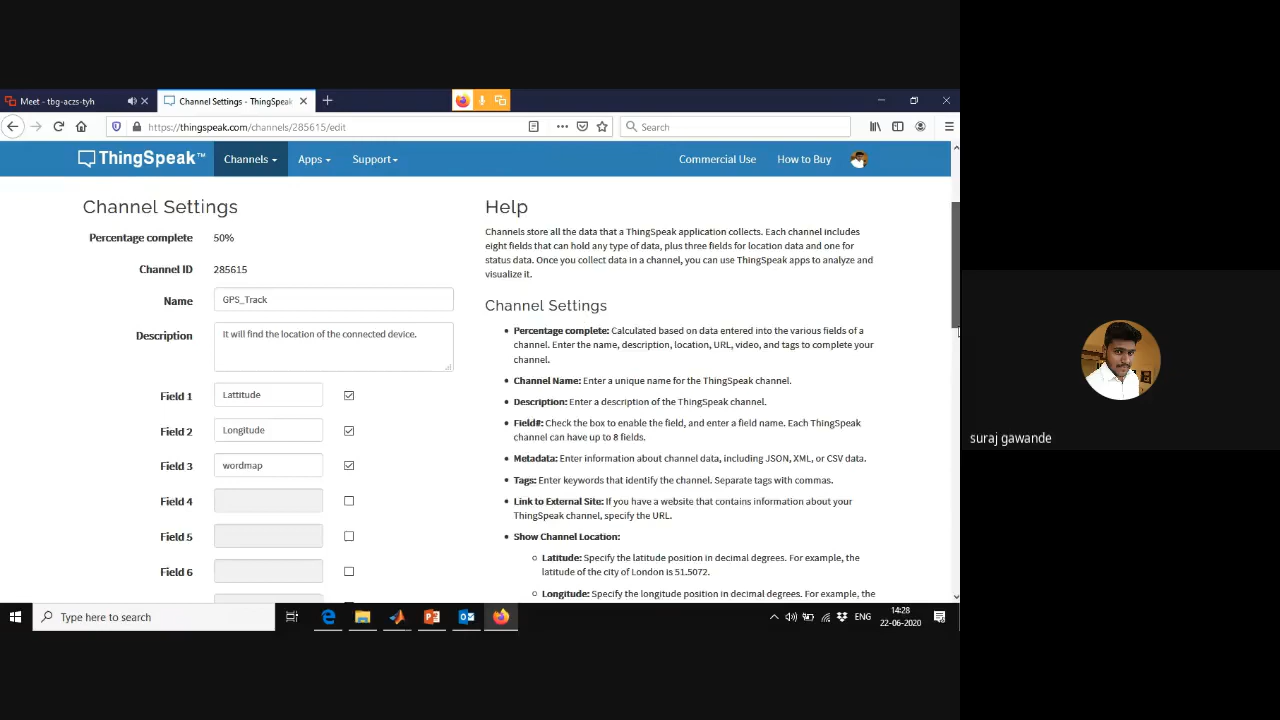 Meet - tbg-aczs-tyh
Channel Settings - ThingSpeak
https://thingspeak.com/channels/285615/edit
Search
ThingSpeak™
Channels
Apps
Support
Commercial Use
How to Buy
Channel Settings
Percentage complete
50%
Channel ID
285615
Name
GPS_Track
Description
It will find the location of the connected device.
Field 1
Lattitude
Field 2
Longitude
Field 3
wordmap
Field 4
Field 5
Field 6
Help
Channels store all the data that a ThingSpeak application collects. Each channel includes
eight fields that can hold any type of data, plus three fields for location data and one for
status data. Once you collect data in a channel, you can use ThingSpeak apps to analyze and
visualize it.
Channel Settings
Percentage complete: Calculated based on data entered into the various fields of a
channel. Enter the name, description, location, URL, video, and tags to complete your
channel.
Channel Name: Enter a unique name for the ThingSpeak channel.
Description: Enter a description of the ThingSpeak channel.
Field#: Check the box to enable the field, and enter a field name. Each ThingSpeak
channel can have up to 8 fields.
Metadata: Enter information about channel data, including JSON, XML, or CSV data.
Tags: Enter keywords that identify the channel. Separate tags with commas.
Link to External Site: If you have a website that contains information about your
ThingSpeak channel, specify the URL.
Show Channel Location:
Latitude: Specify the latitude position in decimal degrees. For example, the
latitude of the city of London is 51.5072.
Longitude: Specify the longitude position in decimal degrees. For example, the
suraj gawande
Type here to search
ENG
14:28
22-06-2020